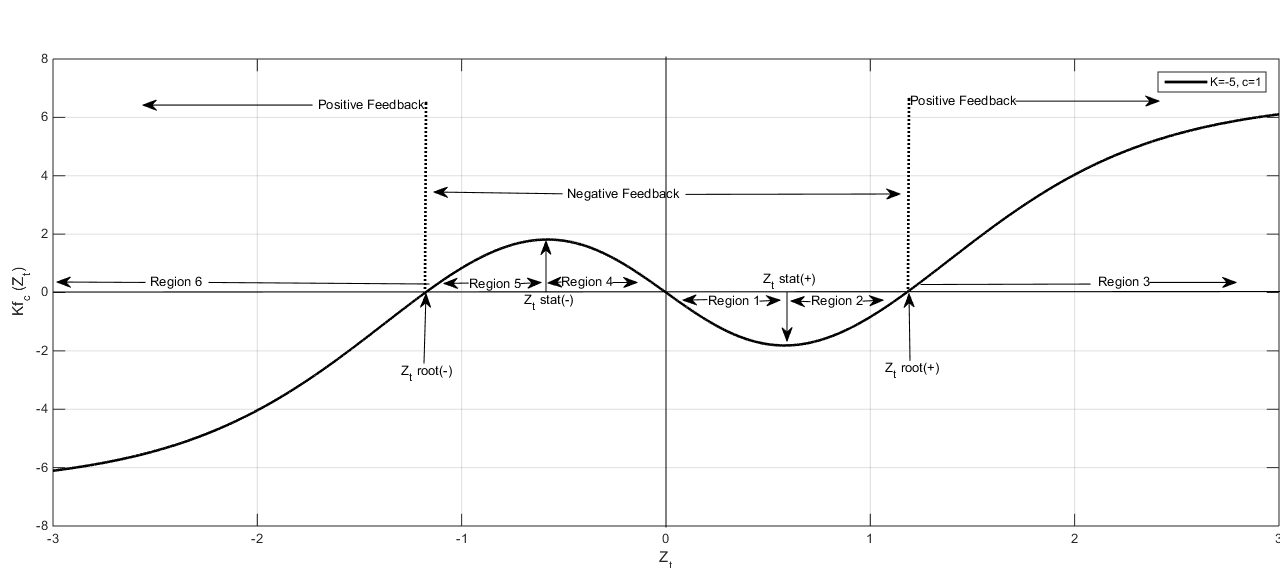 8
K=-5, c=1
Positive Feedback
Positive Feedback
6
4
Negative Feedback
2
Z_t stat(+)
Region 6
Region 5
Region 4
Region 3
0
Z_t stat(-)
Region 1
Region 2
Kf_c (Z_t)
-2
Z_t root(-)
Z_t root(+)
-4
-6
-8
-3
-2
-1
0
1
2
3
Z_t